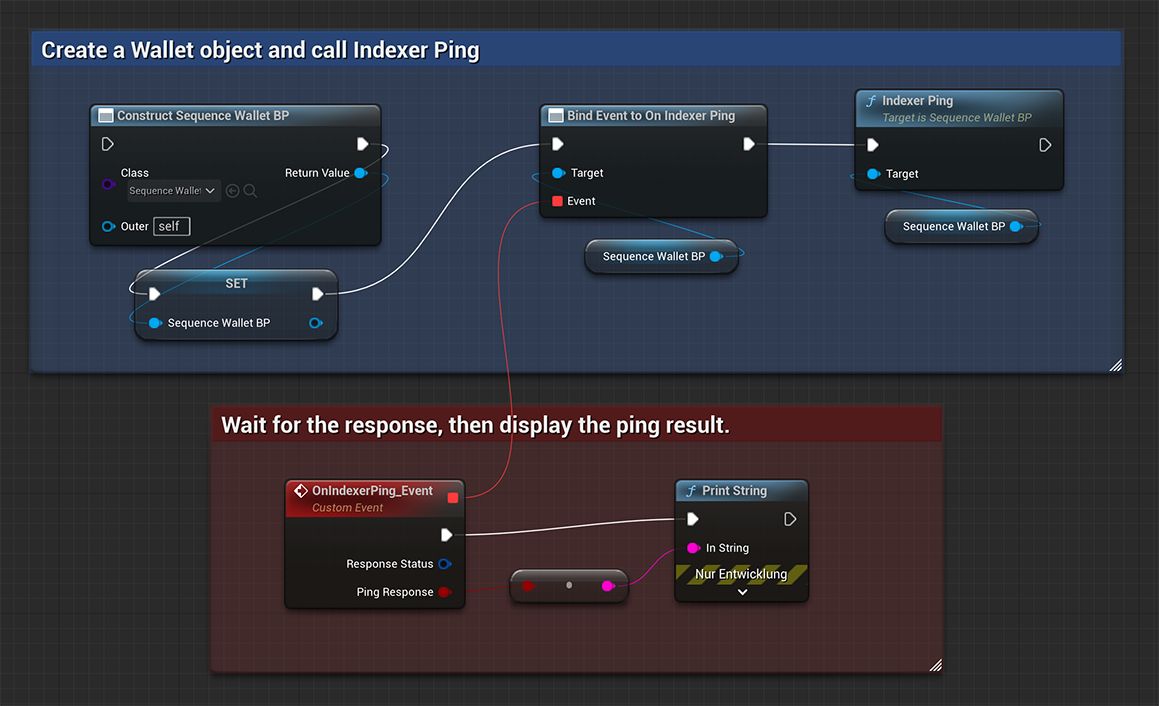 Create a Wallet object and call Indexer Ping
Construct Sequence Wallet BP
Class
Return Value
Sequence Wallet
Outer
self
SET
Sequence Wallet BP
Bind Event to On Indexer Ping
Target
Event
Sequence Wallet BP
Indexer Ping
Target is Sequence Wallet BP
Target
Sequence Wallet BP
Wait for the response, then display the ping result.
OnIndexerPing_Event
Custom Event
Response Status
Ping Response
Print String
In String
Nur Entwicklung